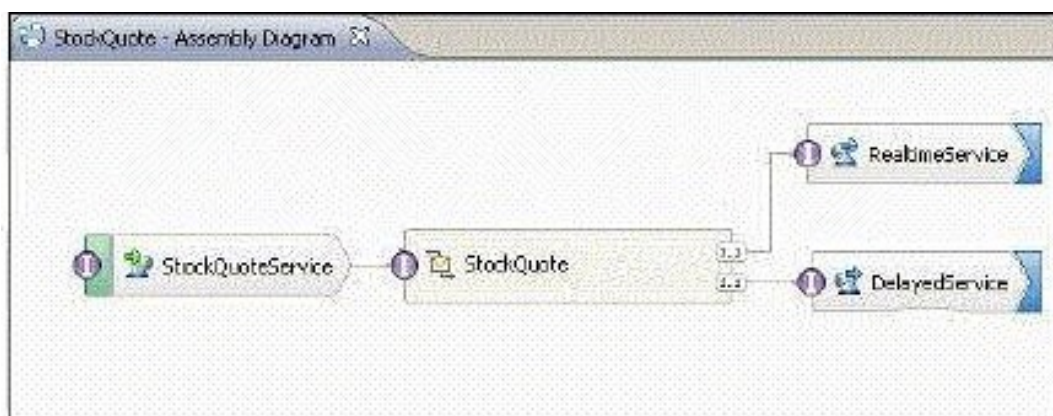 StockQuote - Assembly Diagram
RealtimeService
StockQuoteService
StockQuote
1..1
1..1
DelayedService